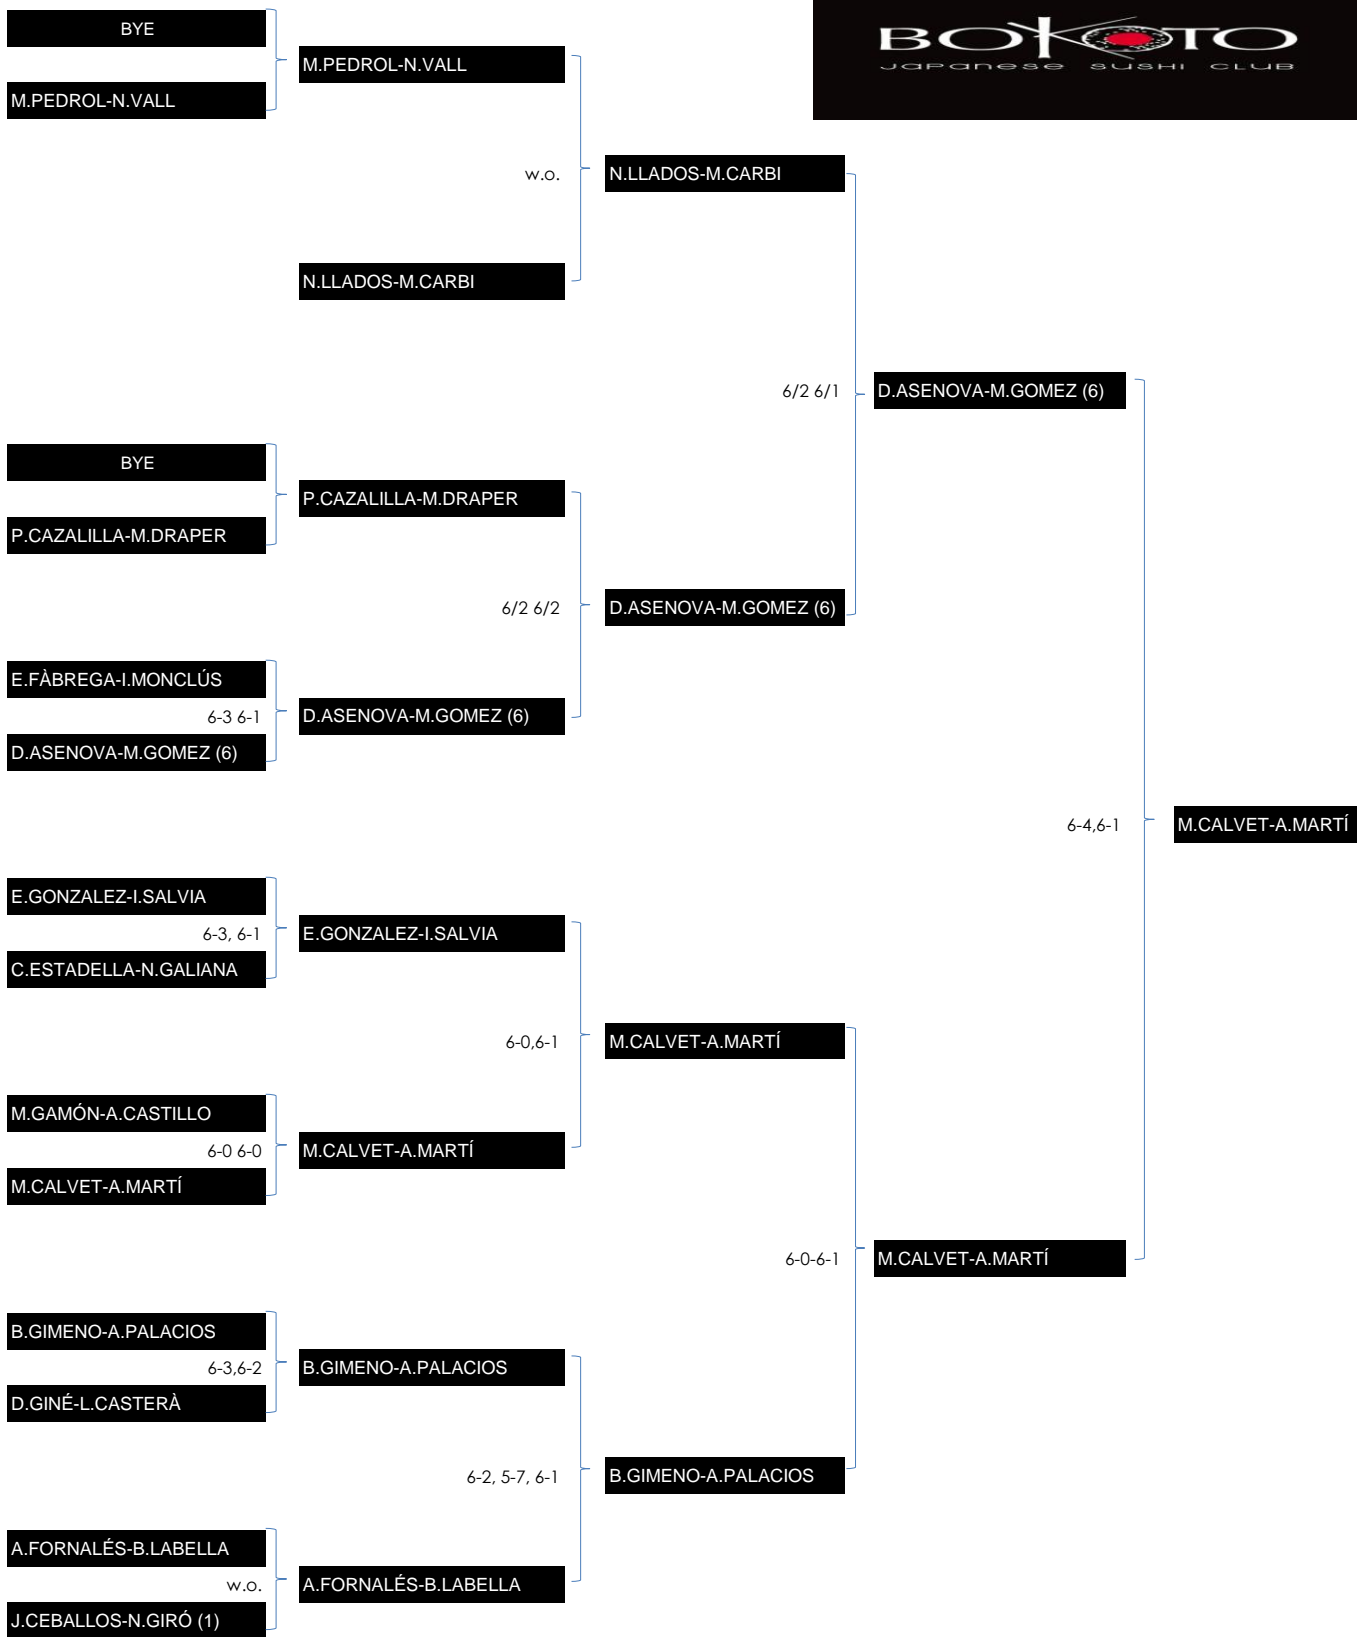 BYE
BOKOTO
M.PEDROL-N.VALL
JAPANESE SUSHI CLUB
M.PEDROL-N.VALL
w.o.
N.LLADOS-M.CARBI
N.LLADOS-M.CARBI
6/2 6/1
D.ASENOVA-M.GOMEZ (6)
BYE
P.CAZALILLA-M.DRAPER
P.CAZALILLA-M.DRAPER
6/2 6/2
D.ASENOVA-M.GOMEZ (6)
E.FÀBREGA-I.MONCLÚS
6-3 6-1
D.ASENOVA-M.GOMEZ (6)
D.ASENOVA-M.GOMEZ (6)
6-4,6-1
M.CALVET-A.MARTÍ
E.GONZALEZ-I.SALVIA
6-3, 6-1
E.GONZALEZ-I.SALVIA
C.ESTADELLA-N.GALIANA
6-0,6-1
M.CALVET-A.MARTÍ
M.GAMÓN-A.CASTILLO
6-0 6-0
M.CALVET-A.MARTÍ
M.CALVET-A.MARTÍ
6-0-6-1
M.CALVET-A.MARTÍ
B.GIMENO-A.PALACIOS
6-3,6-2
B.GIMENO-A.PALACIOS
D.GINÉ-L.CASTERÀ
6-2, 5-7, 6-1
B.GIMENO-A.PALACIOS
A.FORNALÉS-B.LABELLA
w.o.
A.FORNALÉS-B.LABELLA
J.CEBALLOS-N.GIRÓ (1)